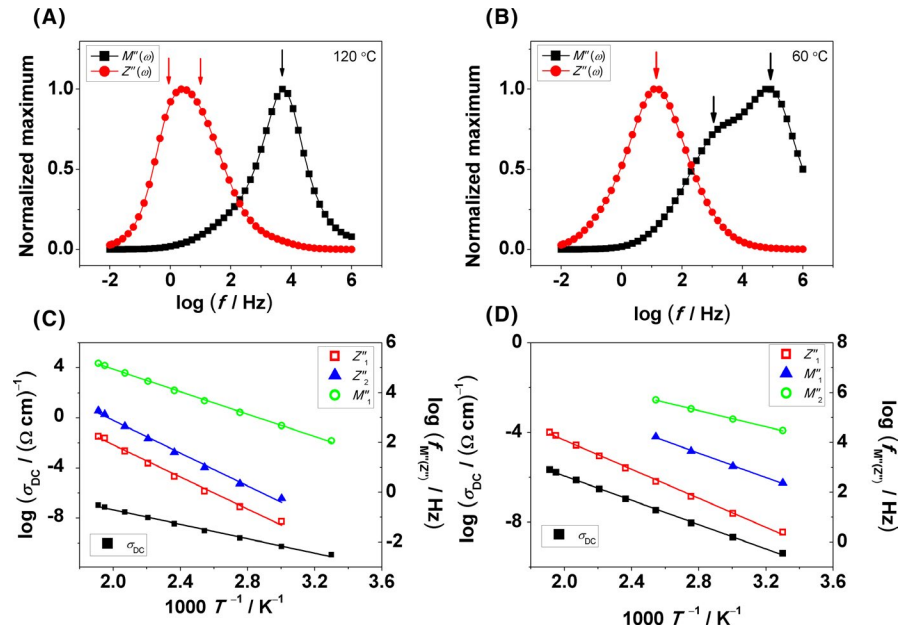 (A)
M″(ω)
Z″(ω)
120 °C
Normalized maximum
1.0
0.5
0.0
-2 0 2 4 6
log (f / Hz)
(B)
M″(ω)
Z″(ω)
60 °C
Normalized maximum
1.0
0.5
0.0
-2 0 2 4 6
log (f / Hz)
(C)
Z″1
Z″2
M″1
σDC
log (σDC / (Ω cm)⁻¹)
4
0
-4
-8
6
4
2
0
-2
log (fM″(Z″) / Hz)
2.0 2.4 2.8 3.2 3.6
1000 T⁻¹ / K⁻¹
(D)
Z″1
M″1
M″2
σDC
log (σDC / (Ω cm)⁻¹)
0
-4
-8
8
6
4
2
0
log (fM″(Z″) / Hz)
2.0 2.4 2.8 3.2 3.6
1000 T⁻¹ / K⁻¹